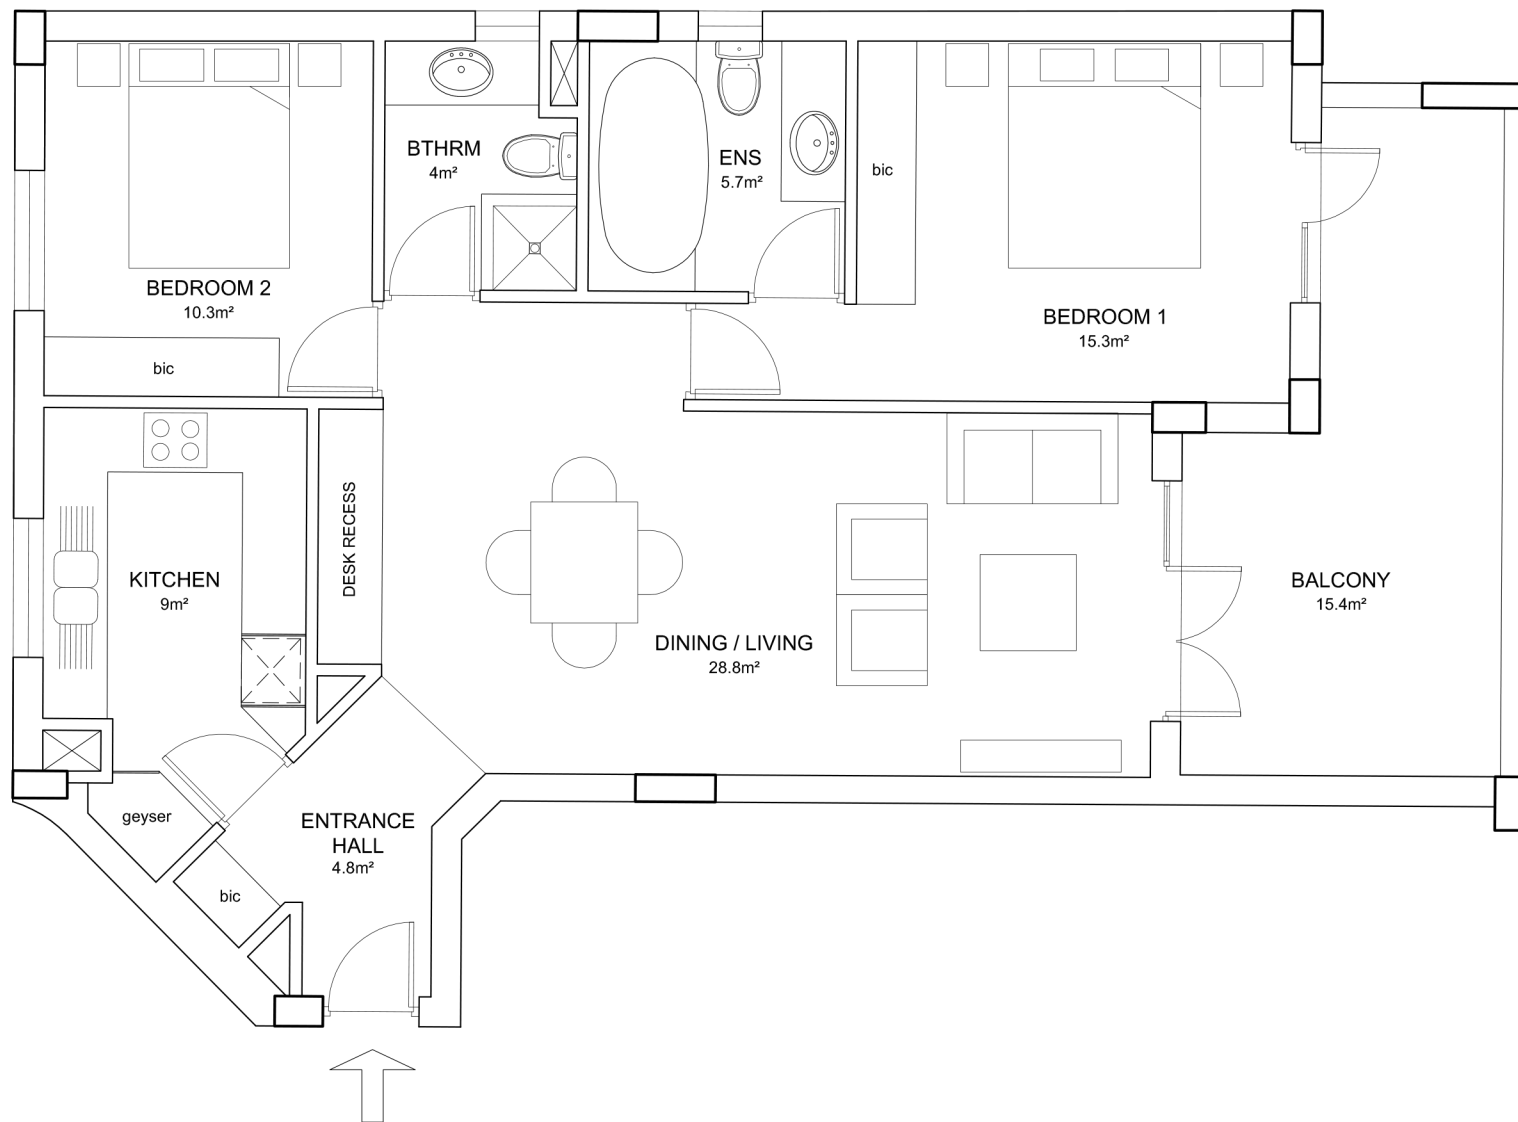 BTHRM
4m²
ENS
5.7m²
bic
BEDROOM 2
10.3m²
BEDROOM 1
15.3m²
bic
DESK RECESS
KITCHEN
9m²
BALCONY
15.4m²
DINING / LIVING
28.8m²
geyser
ENTRANCE
HALL
4.8m²
bic